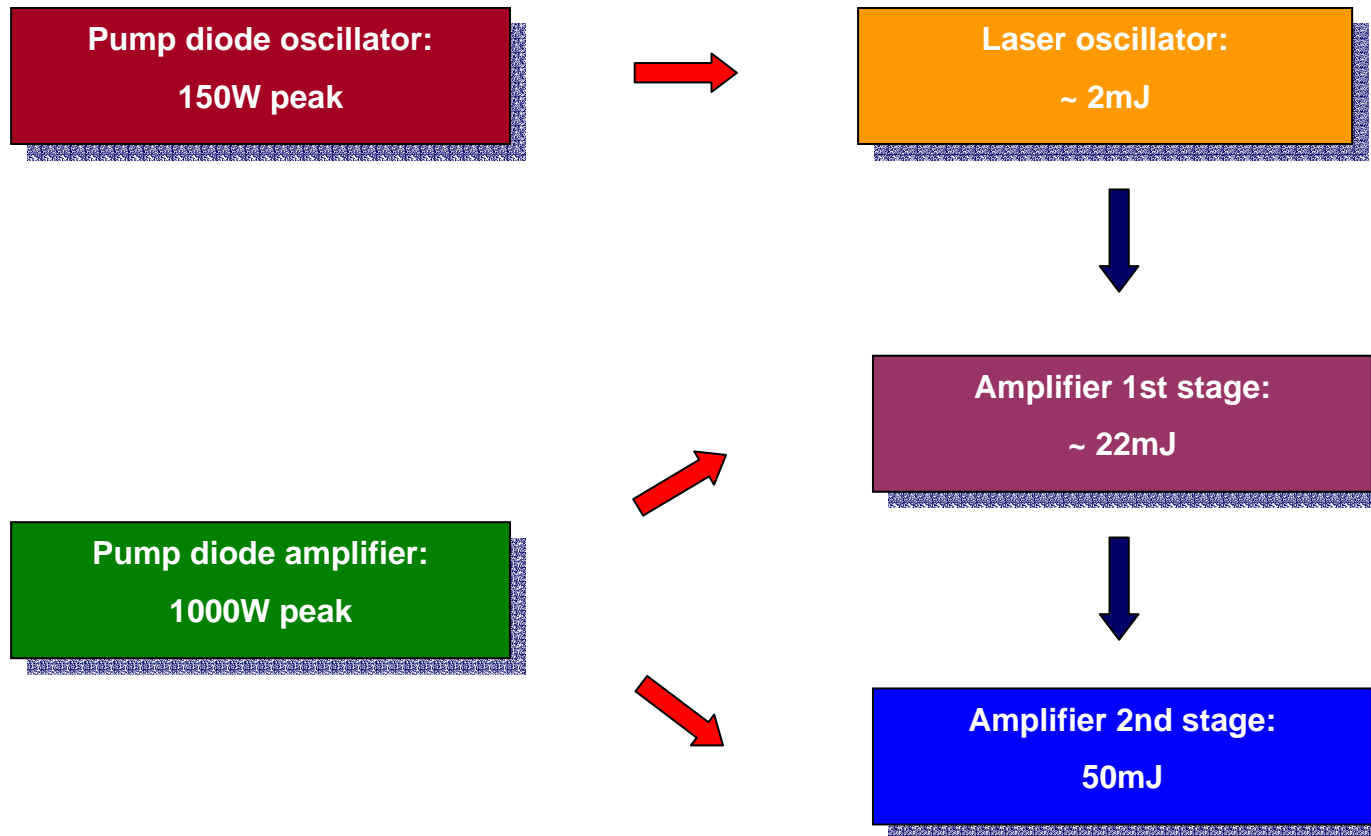 Pump diode oscillator:
150W peak
Laser oscillator:
~ 2mJ
Amplifier 1st stage:
~ 22mJ
Pump diode amplifier:
1000W peak
Amplifier 2nd stage:
50mJ